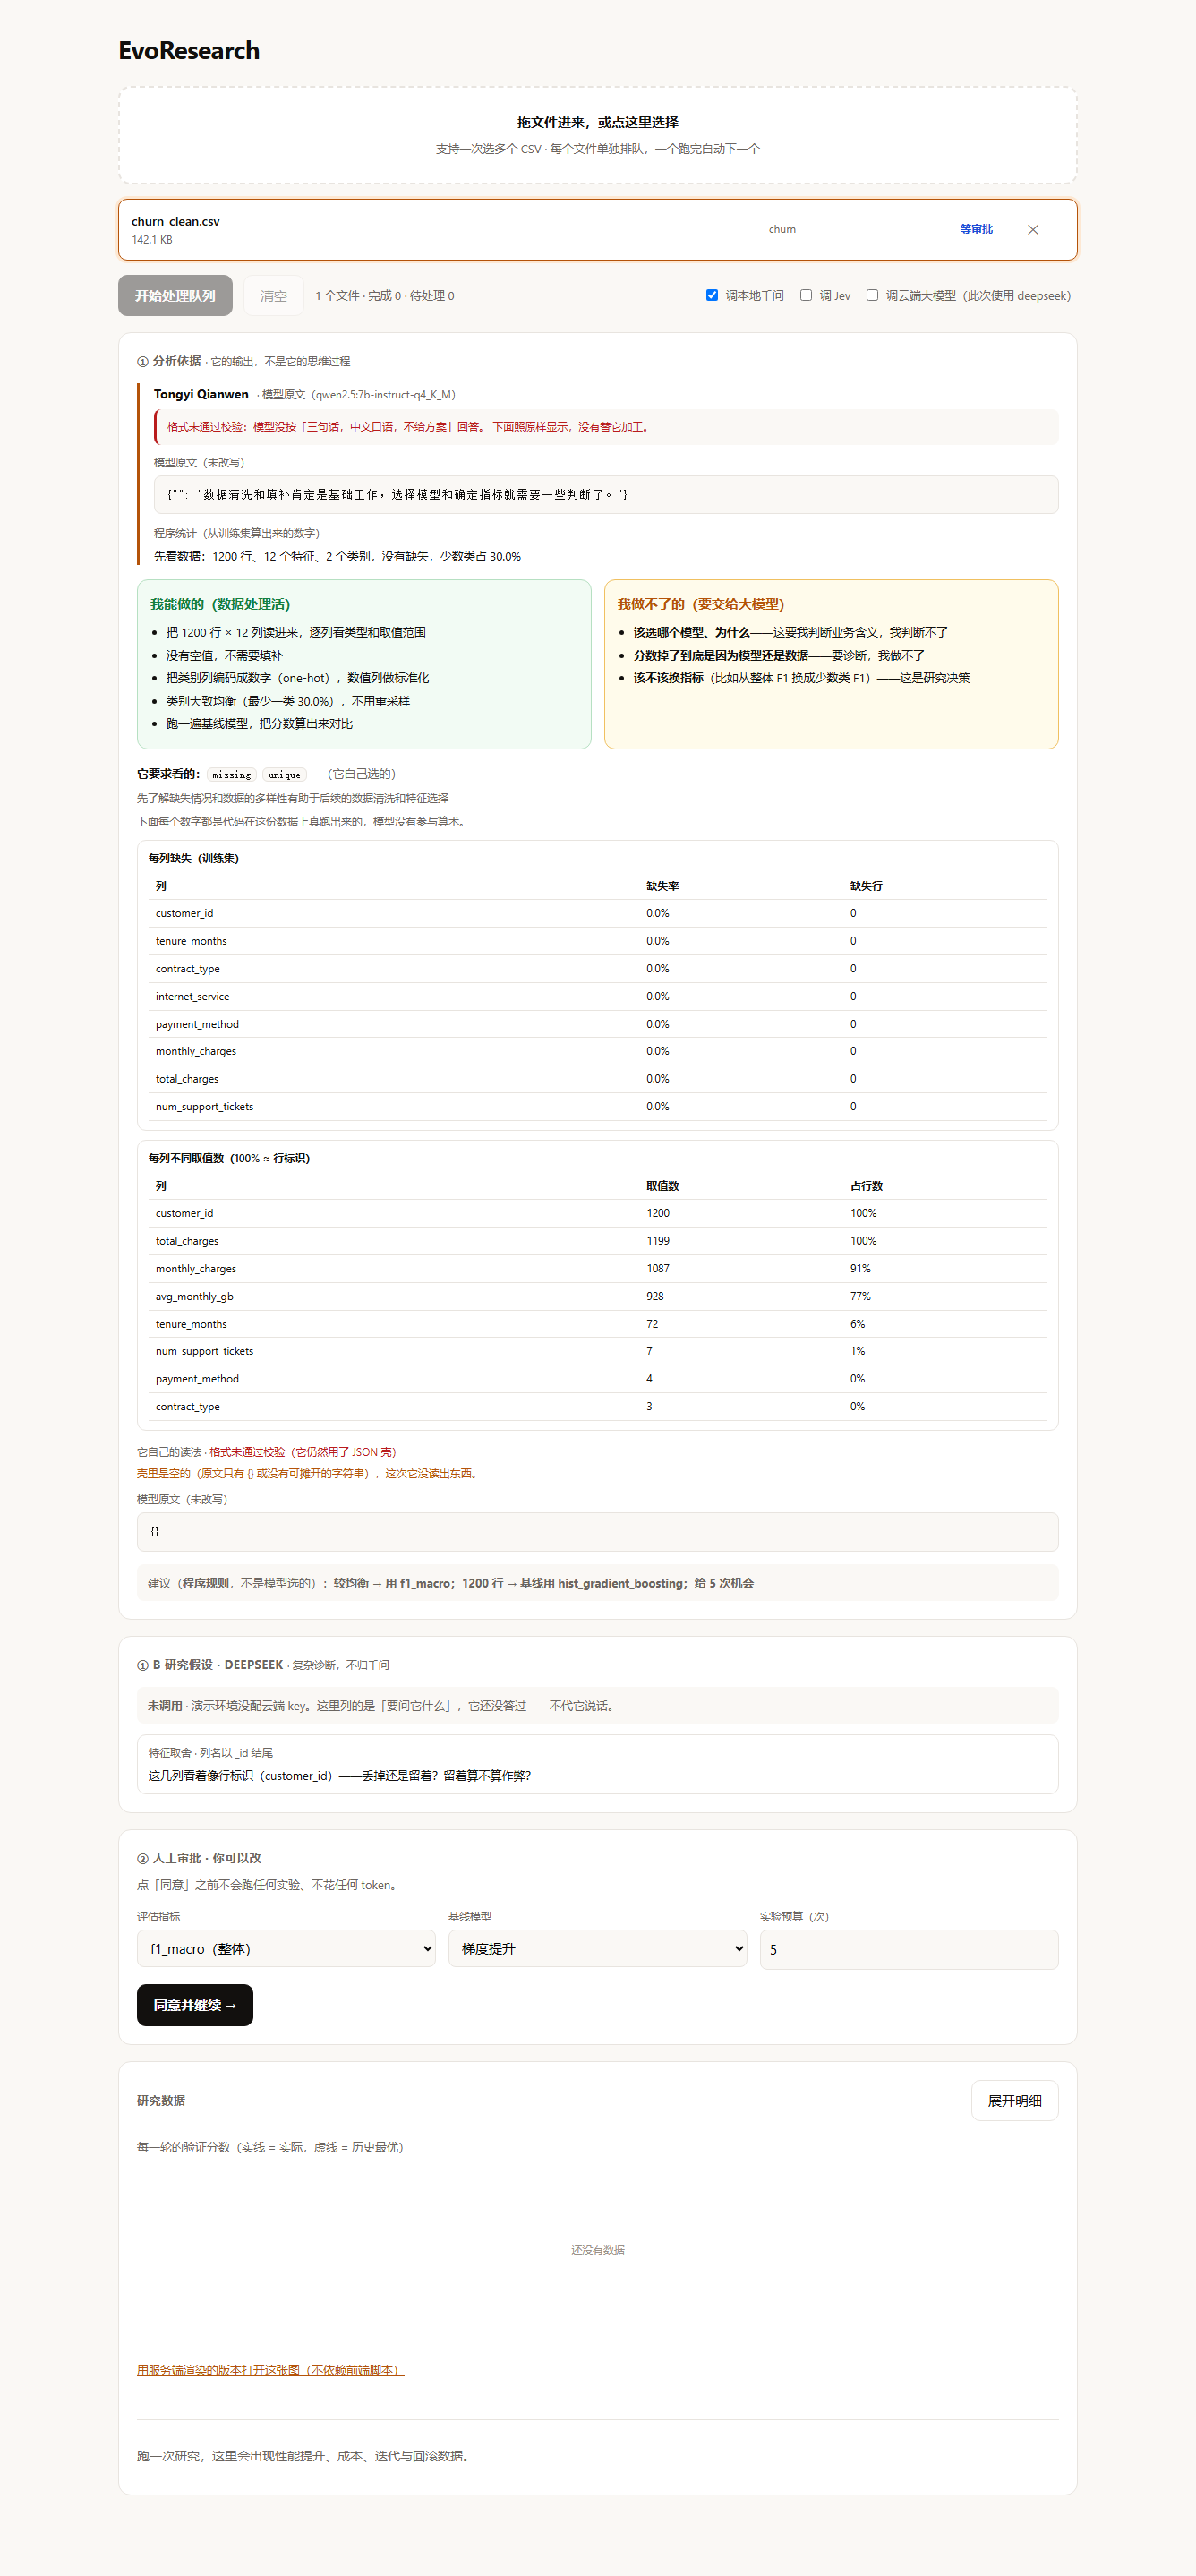 EvoResearch
拖文件进来，或点这里选择
支持一次选多个 CSV · 每个文件单独排队，一个跑完自动下一个
churn_clean.csv
142.1 KB
churn
等审批
开始处理队列
清空
1 个文件 · 完成 0 · 待处理 0
调本地千问
调 Jev
调云端大模型（此次使用 deepseek）
① 分析依据 · 它的输出，不是它的思维过程
Tongyi Qianwen · 模型原文（qwen2.5:7b-instruct-q4_K_M）
格式未通过校验：模型没按「三句话，中文口语，不给方案」回答。 下面照原样显示，没有替它加工。
模型原文（未改写）
{"": "数据清洗和填补肯定是基础工作，选择模型和确定指标就需要一些判断了。"}
程序统计（从训练集算出来的数字）
先看数据：1200 行、12 个特征、2 个类别，没有缺失，少数类占 30.0%
我能做的（数据处理活）
把 1200 行 × 12 列读进来，逐列看类型和取值范围
没有空值，不需要填补
把类别列编码成数字（one-hot），数值列做标准化
类别大致均衡（最少一类 30.0%），不用重采样
跑一遍基线模型，把分数算出来对比
我做不了的（要交给大模型）
该选哪个模型、为什么——这要我判断业务含义，我判断不了
分数掉了到底是因为模型还是数据——要诊断，我做不了
该不该换指标（比如从整体 F1 换成少数类 F1）——这是研究决策
它要求看的： missing unique （它自己选的）
先了解缺失情况和数据的多样性有助于后续的数据清洗和特征选择
下面每个数字都是代码在这份数据上真跑出来的，模型没有参与算术。
每列缺失（训练集）
列 缺失率 缺失行
customer_id 0.0% 0
tenure_months 0.0% 0
contract_type 0.0% 0
internet_service 0.0% 0
payment_method 0.0% 0
monthly_charges 0.0% 0
total_charges 0.0% 0
num_support_tickets 0.0% 0
每列不同取值数（100% ≈ 行标识）
列 取值数 占行数
customer_id 1200 100%
total_charges 1199 100%
monthly_charges 1087 91%
avg_monthly_gb 928 77%
tenure_months 72 6%
num_support_tickets 7 1%
payment_method 4 0%
contract_type 3 0%
它自己的读法 · 格式未通过校验（它仍然用了 JSON 壳）
壳里是空的（原文只有 {} 或没有可摊开的字符串），这次它没读出东西。
模型原文（未改写）
{}
建议（程序规则，不是模型选的）：较均衡 → 用 f1_macro；1200 行 → 基线用 hist_gradient_boosting；给 5 次机会
① B 研究假设 · DEEPSEEK · 复杂诊断，不归千问
未调用 · 演示环境没配云端 key。这里列的是「要问它什么」，它还没答过——不代它说话。
特征取舍 · 列名以 _id 结尾
这几列看着像行标识（customer_id）——丢掉还是留着？留着算不算作弊？
② 人工审批 · 你可以改
点「同意」之前不会跑任何实验、不花任何 token。
评估指标
基线模型
实验预算（次）
f1_macro（整体）
梯度提升
5
同意并继续 →
研究数据
展开明细
每一轮的验证分数（实线 = 实际，虚线 = 历史最优）
还没有数据
用服务端渲染的版本打开这张图（不依赖前端脚本）
跑一次研究，这里会出现性能提升、成本、迭代与回滚数据。